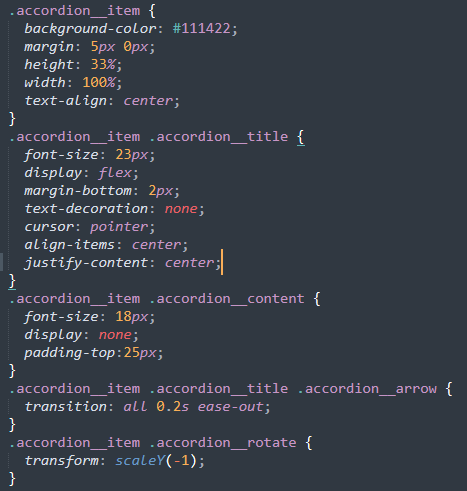 .accordion__item {
  background-color: #111422;
  margin: 5px 0px;
  height: 33%;
  width: 100%;
  text-align: center;
}
.accordion__item .accordion__title {
  font-size: 23px;
  display: flex;
  margin-bottom: 2px;
  text-decoration: none;
  cursor: pointer;
  align-items: center;
  justify-content: center;
}
.accordion__item .accordion__content {
  font-size: 18px;
  display: none;
  padding-top:25px;
}
.accordion__item .accordion__title .accordion__arrow {
  transition: all 0.2s ease-out;
}
.accordion__item .accordion__rotate {
  transform: scaleY(-1);
}